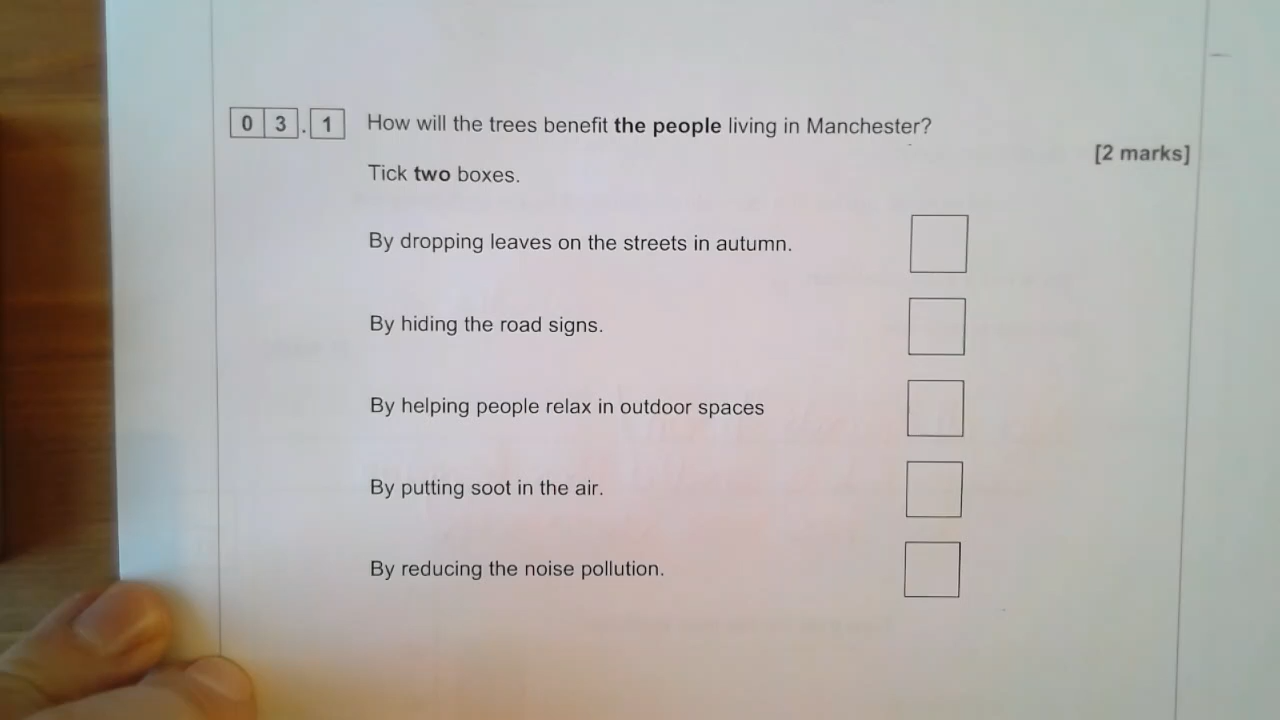 03.1 How will the trees benefit the people living in Manchester?
[2 marks]
Tick two boxes.
By dropping leaves on the streets in autumn.
By hiding the road signs.
By helping people relax in outdoor spaces
By putting soot in the air.
By reducing the noise pollution.